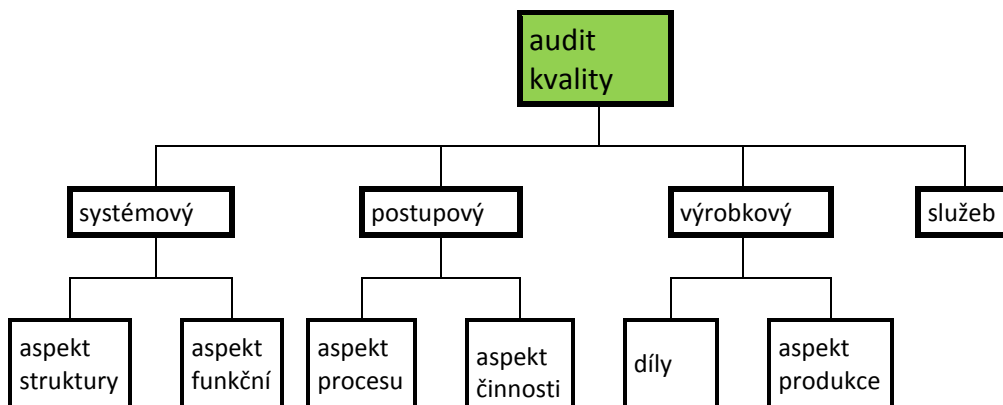 audit
kvality
systémový
postupový
výrobkový
služeb
aspekt
struktury
aspekt
funkční
aspekt
procesu
aspekt
činnosti
díly
aspekt
produkce